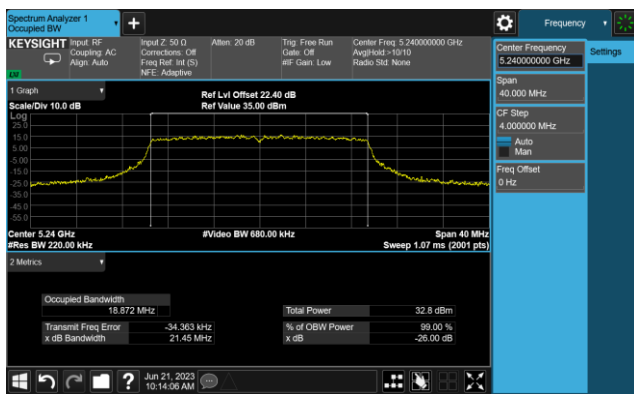 Spectrum Analyzer 1
Occupied BW
Frequency
KEYSIGHT
Input: RF
Coupling: AC
Align: Auto
Input Z: 50 Ω
Corrections: Off
Freq Ref: Int (S)
NFE: Adaptive
Atten: 20 dB
Trig: Free Run
Gate: Off
#IF Gain: Low
Center Freq: 5.240000000 GHz
Avg|Hold:>10/10
Radio Std: None
LXI
Center Frequency
5.240000000 GHz
Settings
Span
40.000 MHz
CF Step
4.000000 MHz
Auto
Man
Freq Offset
0 Hz
1 Graph
Scale/Div 10.0 dB
Ref Lvl Offset 22.40 dB
Ref Value 35.00 dBm
Log
25.0
15.0
5.00
-5.00
-15.0
-25.0
-35.0
-45.0
-55.0
Center 5.24 GHz
#Video BW 680.00 kHz
Span 40 MHz
#Res BW 220.00 kHz
Sweep 1.07 ms (2001 pts)
2 Metrics
Occupied Bandwidth
18.872 MHz
Total Power
32.8 dBm
Transmit Freq Error
-34.363 kHz
% of OBW Power
99.00 %
x dB Bandwidth
21.45 MHz
x dB
-26.00 dB
?
Jun 21, 2023
10:14:06 AM